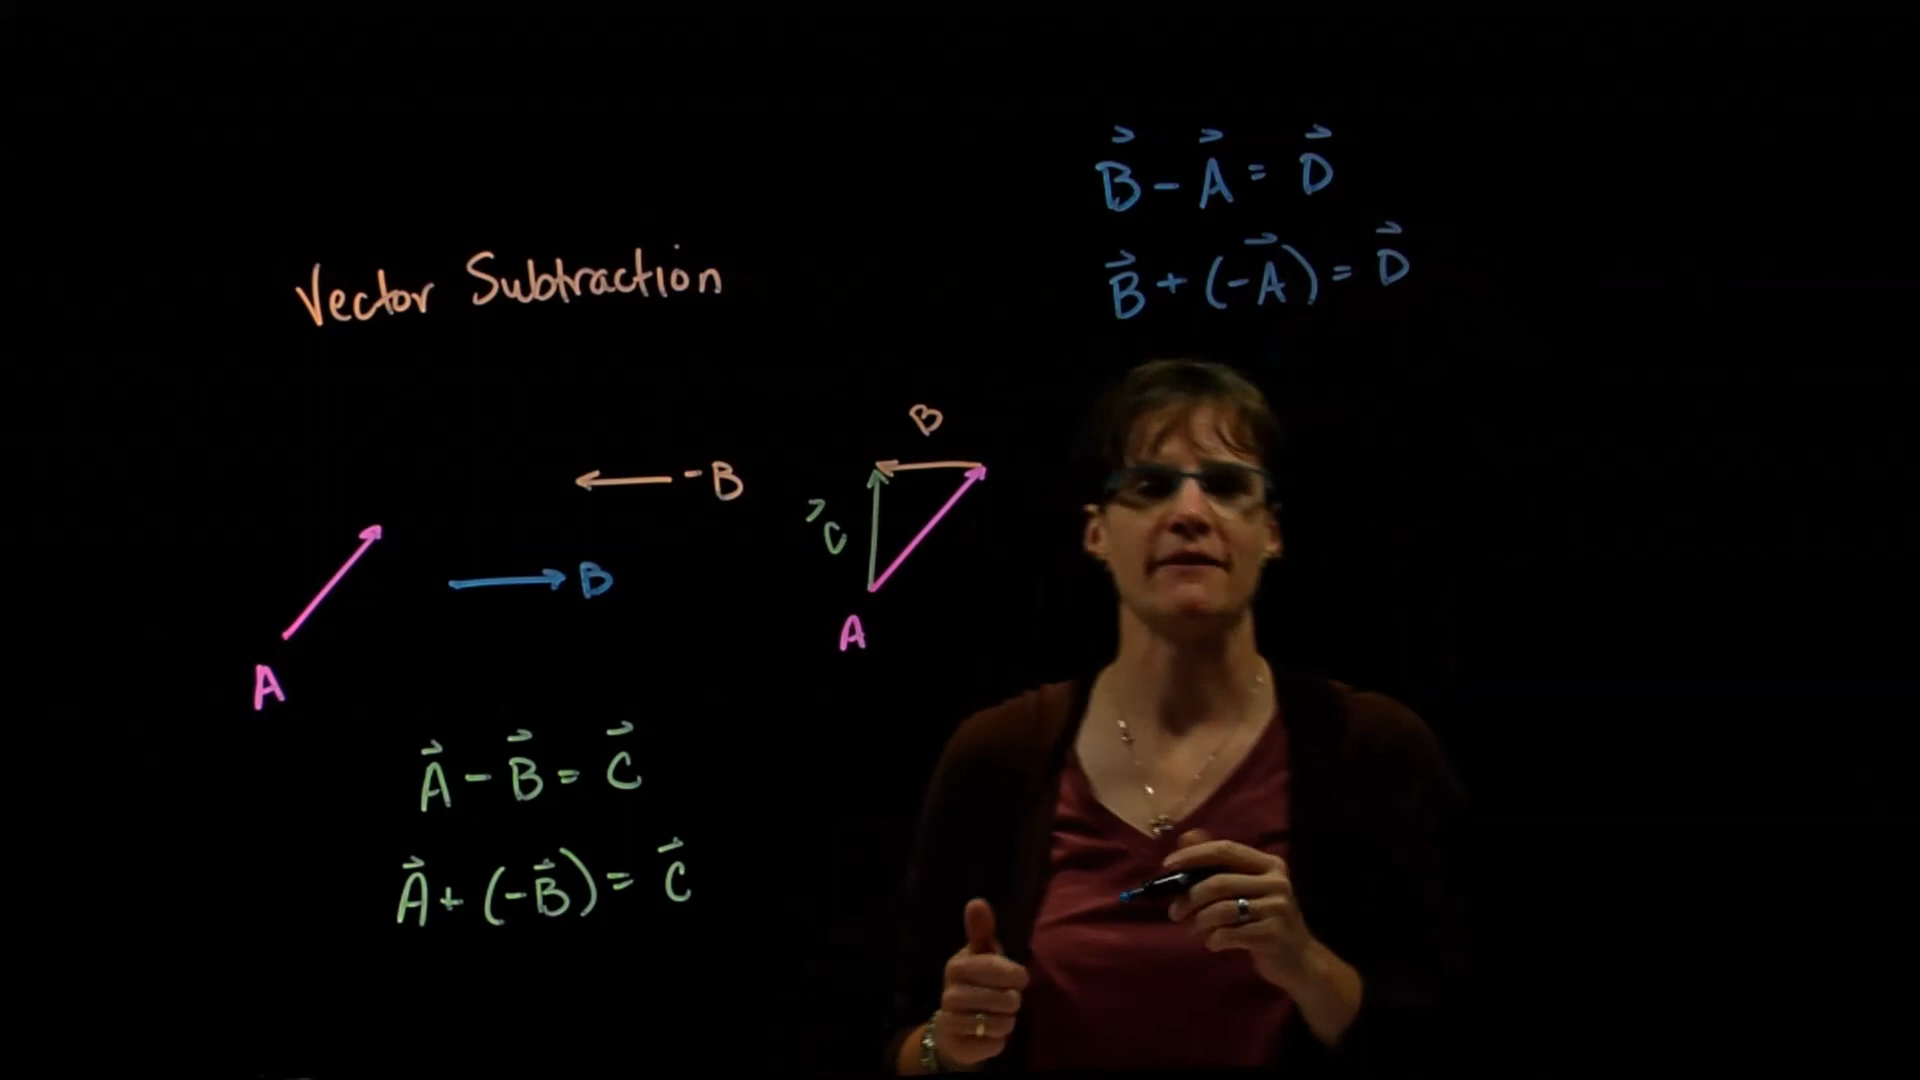 B⃗ - A⃗ = D⃗
B⃗ + (-A⃗) = D⃗
Vector Subtraction
B
-B
C⃗
B
A
A
A⃗ - B⃗ = C⃗
A⃗ + (-B⃗) = C⃗